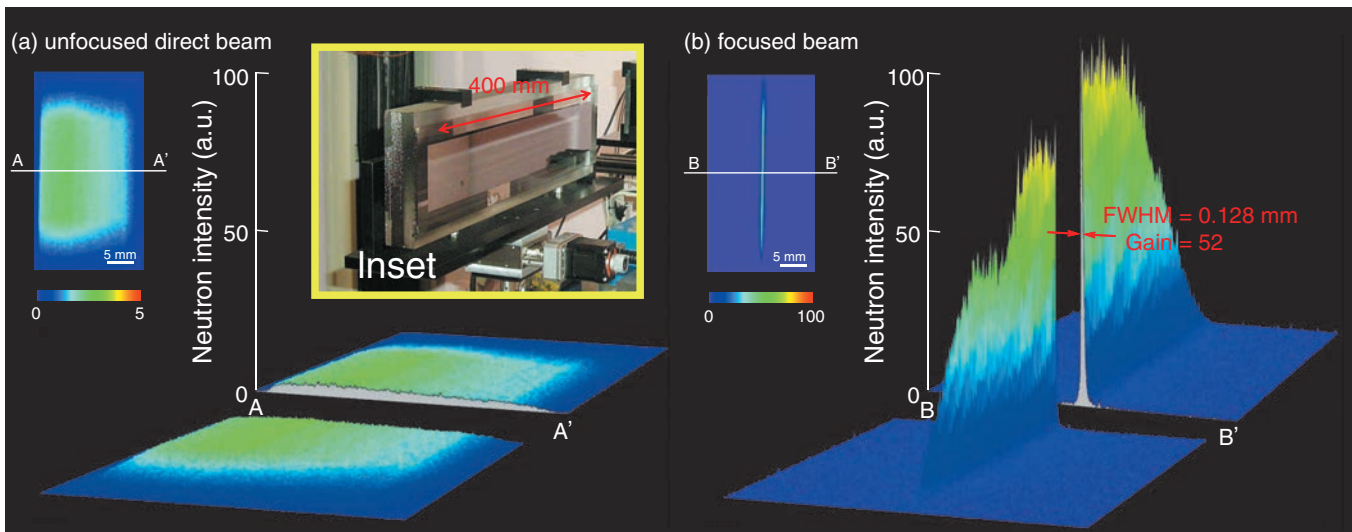 (a) unfocused direct beam
A
A'
5 mm
0
5
Neutron intensity (a.u.)
100
50
0
A
A'
400 mm
Inset
(b) focused beam
B
B'
5 mm
0
100
Neutron intensity (a.u.)
100
50
0
B
B'
FWHM = 0.128 mm
Gain = 52